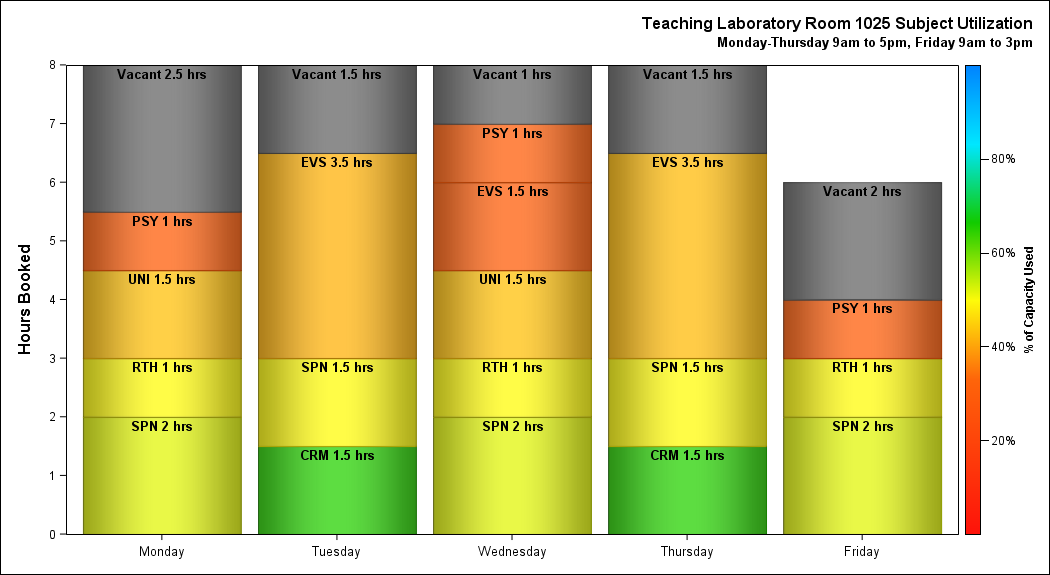 Teaching Laboratory Room 1025 Subject Utilization
Monday-Thursday 9am to 5pm, Friday 9am to 3pm
Hours Booked
8
7
6
5
4
3
2
1
0
Vacant 2.5 hrs
PSY 1 hrs
UNI 1.5 hrs
RTH 1 hrs
SPN 2 hrs
Monday
Vacant 1.5 hrs
EVS 3.5 hrs
SPN 1.5 hrs
CRM 1.5 hrs
Tuesday
Vacant 1 hrs
PSY 1 hrs
EVS 1.5 hrs
UNI 1.5 hrs
RTH 1 hrs
SPN 2 hrs
Wednesday
Vacant 1.5 hrs
EVS 3.5 hrs
SPN 1.5 hrs
CRM 1.5 hrs
Thursday
Vacant 2 hrs
PSY 1 hrs
RTH 1 hrs
SPN 2 hrs
Friday
80%
60%
40%
20%
% of Capacity Used